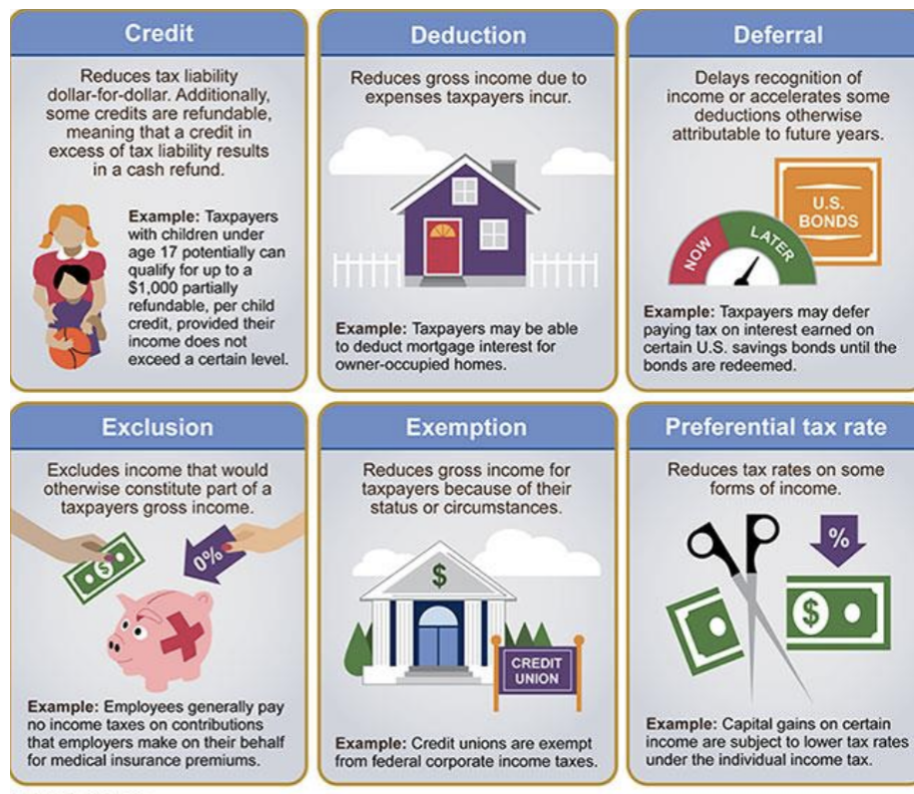 Credit
Reduces tax liability
dollar-for-dollar. Additionally,
some credits are refundable,
meaning that a credit in
excess of tax liability results
in a cash refund.
Example: Taxpayers
with children under
age 17 potentially can
qualify for up to a
$1,000 partially
refundable, per child
credit, provided their
income does not
exceed a certain level.
Deduction
Reduces gross income due to
expenses taxpayers incur.
Example: Taxpayers may be able
to deduct mortgage interest for
owner-occupied homes.
Deferral
Delays recognition of
income or accelerates some
deductions otherwise
attributable to future years.
U.S.
BONDS
NOW
LATER
Example: Taxpayers may defer
paying tax on interest earned on
certain U.S. savings bonds until the
bonds are redeemed.
Exclusion
Excludes income that would
otherwise constitute part of a
taxpayers gross income.
$
0%
Example: Employees generally pay
no income taxes on contributions
that employers make on their behalf
for medical insurance premiums.
Exemption
Reduces gross income for
taxpayers because of their
status or circumstances.
$
CREDIT
UNION
Example: Credit unions are exempt
from federal corporate income taxes.
Preferential tax rate
Reduces tax rates on some
forms of income.
%
$
Example: Capital gains on certain
income are subject to lower tax rates
under the individual income tax.